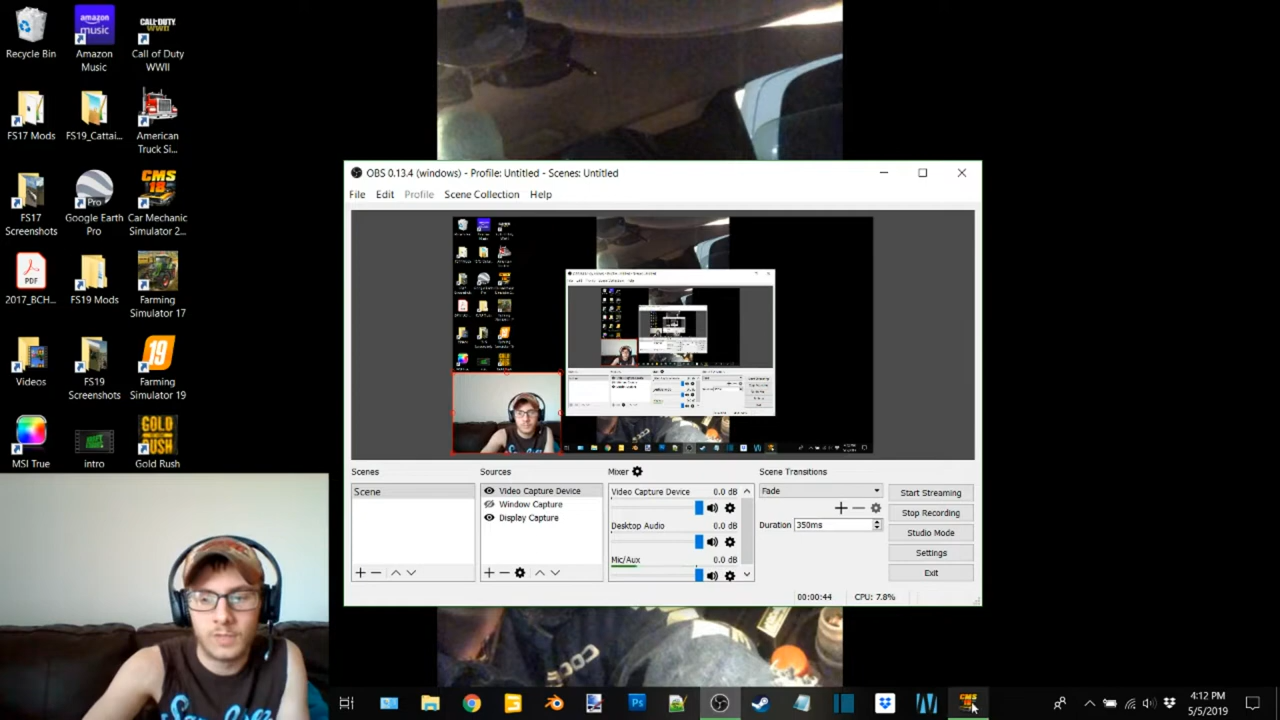 Recycle Bin
amazon
music
Amazon
Music
CALL·DUTY
WWII
Call of Duty
WWII
FS17 Mods
FS19_Cattai...
American
Truck Si...
FS17
Screenshots
Pro
Google Earth
Pro
CMS
18
Car Mechanic
Simulator 2...
PDF
2017_BCH...
FS19 Mods
Farming
Simulator 17
Videos
FS19
Screenshots
19
Farming
Simulator 19
MSI True
intro
GOLD
RUSH
Gold Rush
OBS 0.13.4 (windows) - Profile: Untitled - Scenes: Untitled
File
Edit
Profile
Scene Collection
Help
Scenes
Scene
Sources
Video Capture Device
Window Capture
Display Capture
Mixer
Video Capture Device
0.0 dB
Desktop Audio
0.0 dB
Mic/Aux
0.0 dB
Scene Transitions
Fade
Duration
350ms
Start Streaming
Stop Recording
Studio Mode
Settings
Exit
00:00:44
CPU: 7.8%
Ps
CMS
18
4:12 PM
5/5/2019